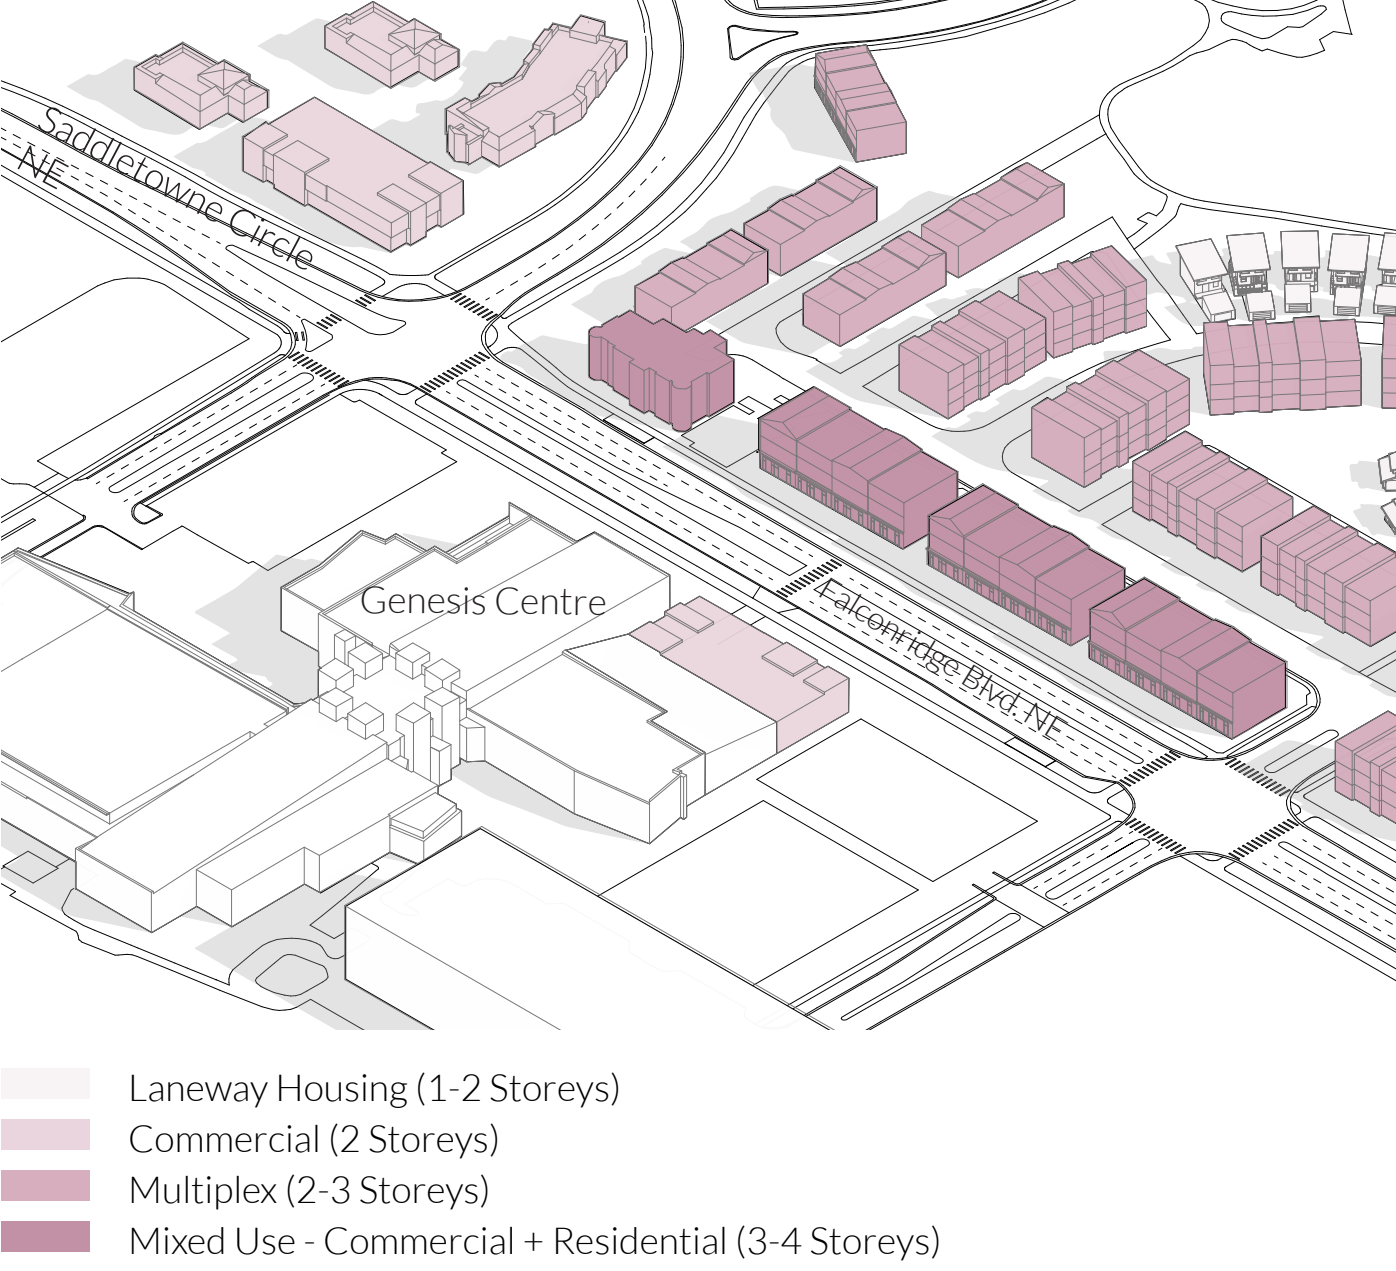 Saddletowne Circle
NE
Genesis Centre
Falconridge Blvd. NE
Laneway Housing (1-2 Storeys)
Commercial (2 Storeys)
Multiplex (2-3 Storeys)
Mixed Use - Commercial + Residential (3-4 Storeys)